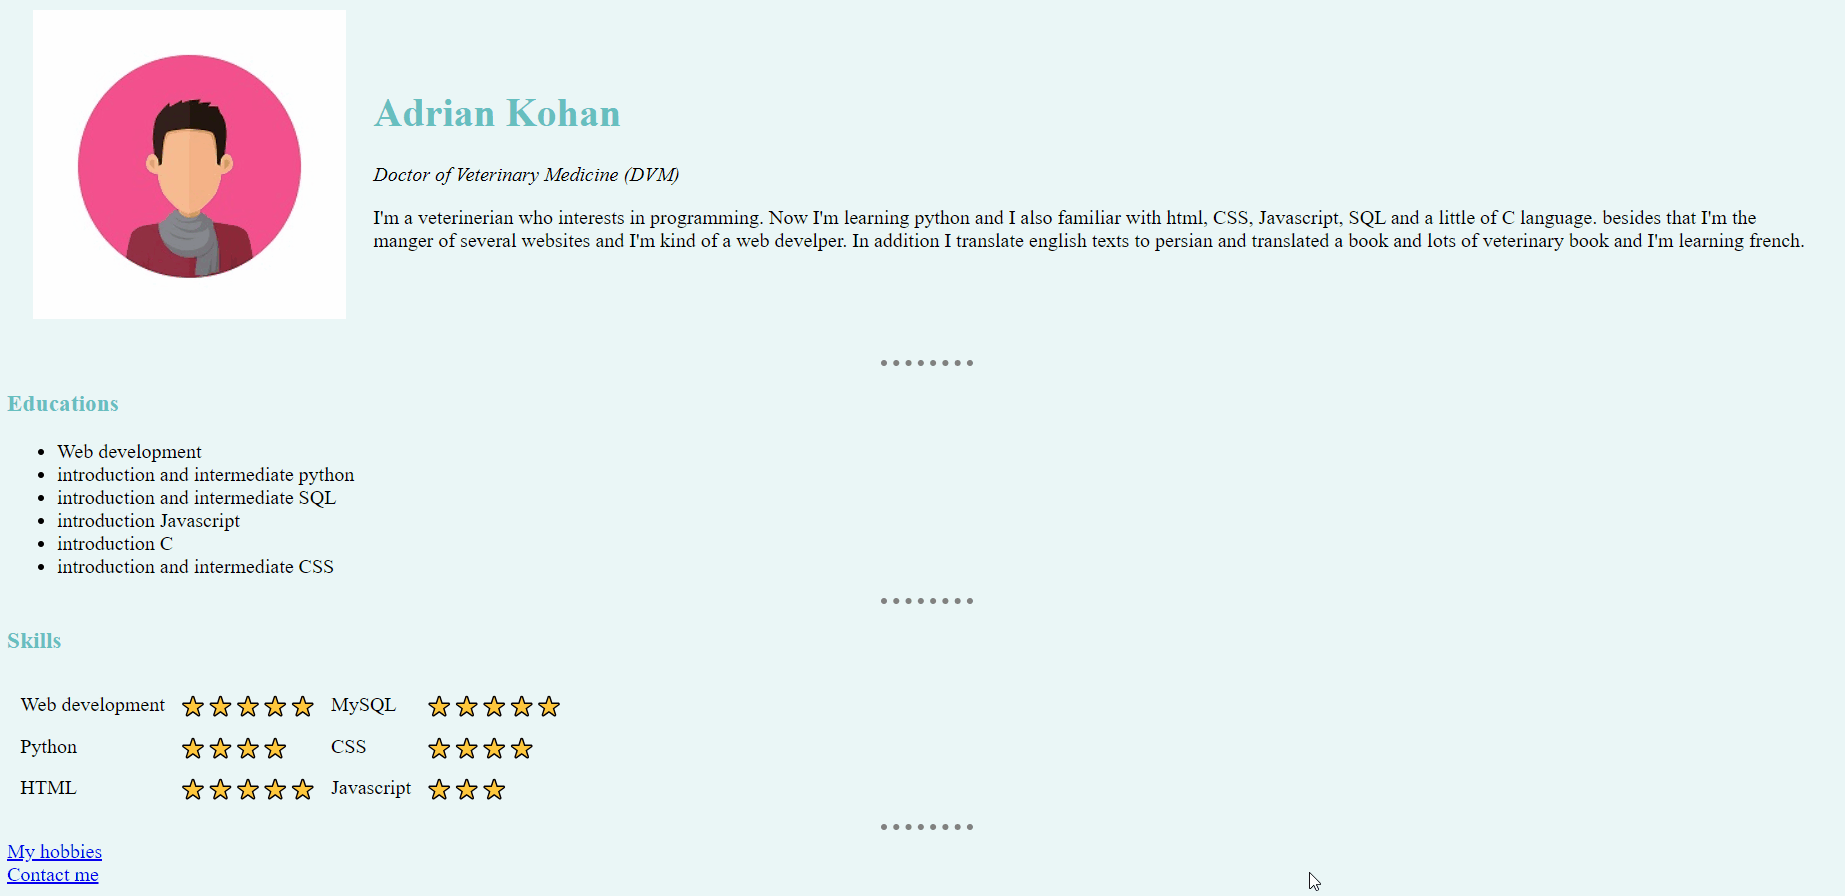 Adrian Kohan
Doctor of Veterinary Medicine (DVM)
I'm a veterinerian who interests in programming. Now I'm learning python and I also familiar with html, CSS, Javascript, SQL and a little of C language. besides that I'm the
manger of several websites and I'm kind of a web develper. In addition I translate english texts to persian and translated a book and lots of veterinary book and I'm learning french.
Educations
Web development
introduction and intermediate python
introduction and intermediate SQL
introduction Javascript
introduction C
introduction and intermediate CSS
Skills
Web development MySQL
Python CSS
HTML Javascript
My hobbies
Contact me